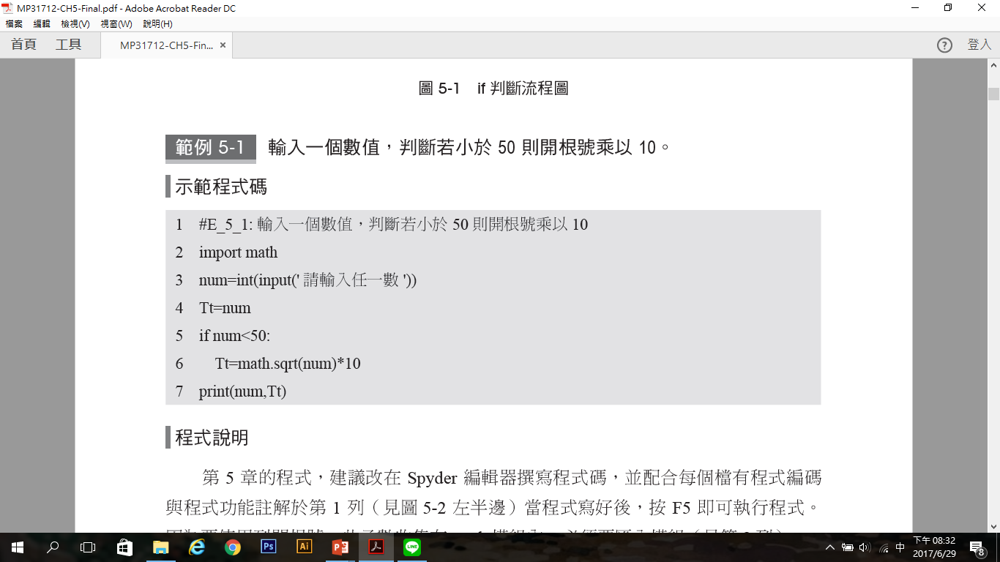 MP31712-CH5-Final.pdf - Adobe Acrobat Reader DC
檔案 編輯 檢視(V) 視窗(W) 說明(H)
首頁 工具 MP31712-CH5-Fin... × ? 登入
圖 5-1 if 判斷流程圖
範例 5-1 輸入一個數值，判斷若小於 50 則開根號乘以 10。
示範程式碼
1 #E_5_1: 輸入一個數值，判斷若小於 50 則開根號乘以 10
2 import math
3 num=int(input(' 請輸入任一數 '))
4 Tt=num
5 if num<50:
6 Tt=math.sqrt(num)*10
7 print(num,Tt)
程式說明
第 5 章的程式，建議改在 Spyder 編輯器撰寫程式碼，並配合每個檔有程式編碼
與程式功能註解於第 1 列（見圖 5-2 左半邊）當程式寫好後，按 F5 即可執行程式。
Ps Ai LINE 中 下午 08:32
2017/6/29 8